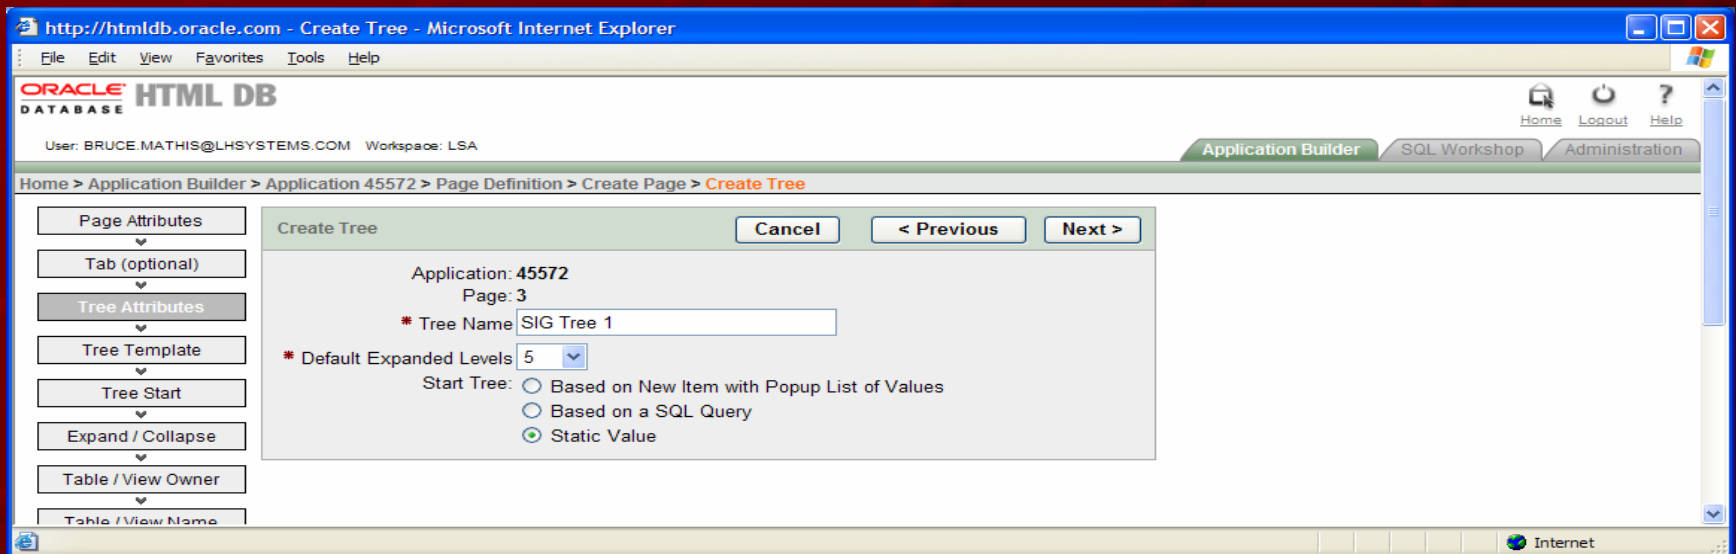 http://htmldb.oracle.com - Create Tree - Microsoft Internet Explorer
File Edit View Favorites Tools Help
ORACLE DATABASE HTML DB
Home Logout Help
User: BRUCE.MATHIS@LHSYSTEMS.COM Workspace: LSA
Application Builder SQL Workshop Administration
Home > Application Builder > Application 45572 > Page Definition > Create Page > Create Tree
Page Attributes
Tab (optional)
Tree Attributes
Tree Template
Tree Start
Expand / Collapse
Table / View Owner
Table / View Name
Create Tree Cancel < Previous Next >
Application: 45572
Page: 3
* Tree Name SIG Tree 1
* Default Expanded Levels 5
Start Tree: Based on New Item with Popup List of Values
Based on a SQL Query
Static Value
Internet